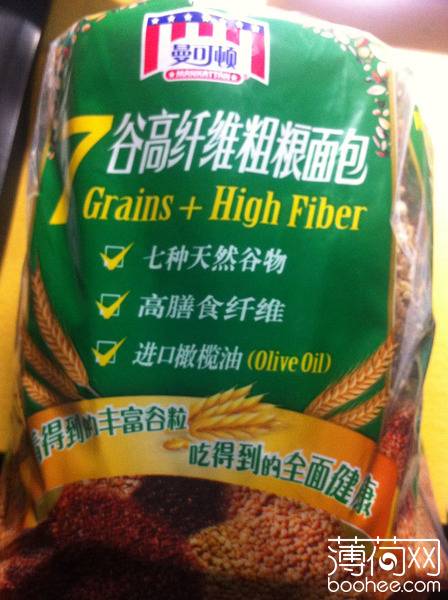 曼可顿
MANHATTAN
7谷高纤维粗粮面包
Grains + High Fiber
七种天然谷物
高膳食纤维
进口橄榄油 (Olive Oil)
看得到的丰富谷粒
吃得到的全面健康
薄荷网
boohee.com